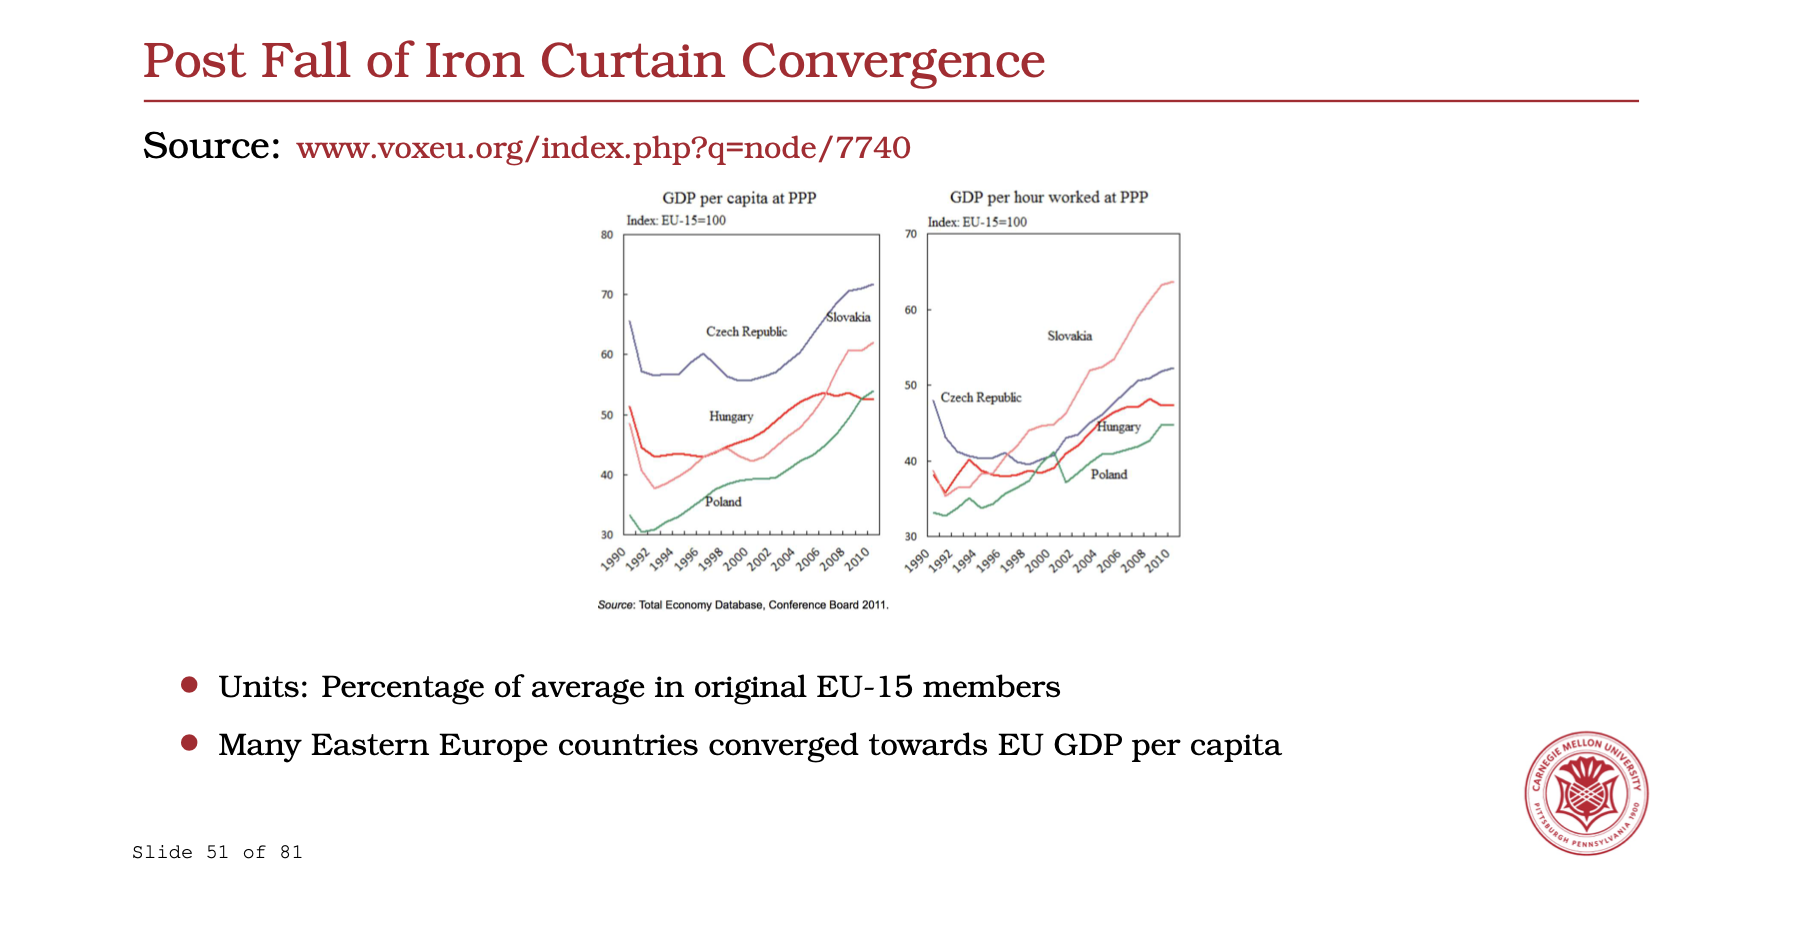 Post Fall of Iron Curtain Convergence
Source: www.voxeu.org/index.php?q=node/7740
GDP per capita at PPP
Index: EU-15=100
80
70
60
50
40
30
Czech Republic
Slovakia
Hungary
Poland
1990 1992 1994 1996 1998 2000 2002 2004 2006 2008 2010
GDP per hour worked at PPP
Index: EU-15=100
70
60
50
40
30
Slovakia
Czech Republic
Hungary
Poland
1990 1992 1994 1996 1998 2000 2002 2004 2006 2008 2010
Source: Total Economy Database, Conference Board 2011.
Units: Percentage of average in original EU-15 members
Many Eastern Europe countries converged towards EU GDP per capita
CARNEGIE MELLON UNIVERSITY
PITTSBURGH PENNSYLVANIA 1900
Slide 51 of 81